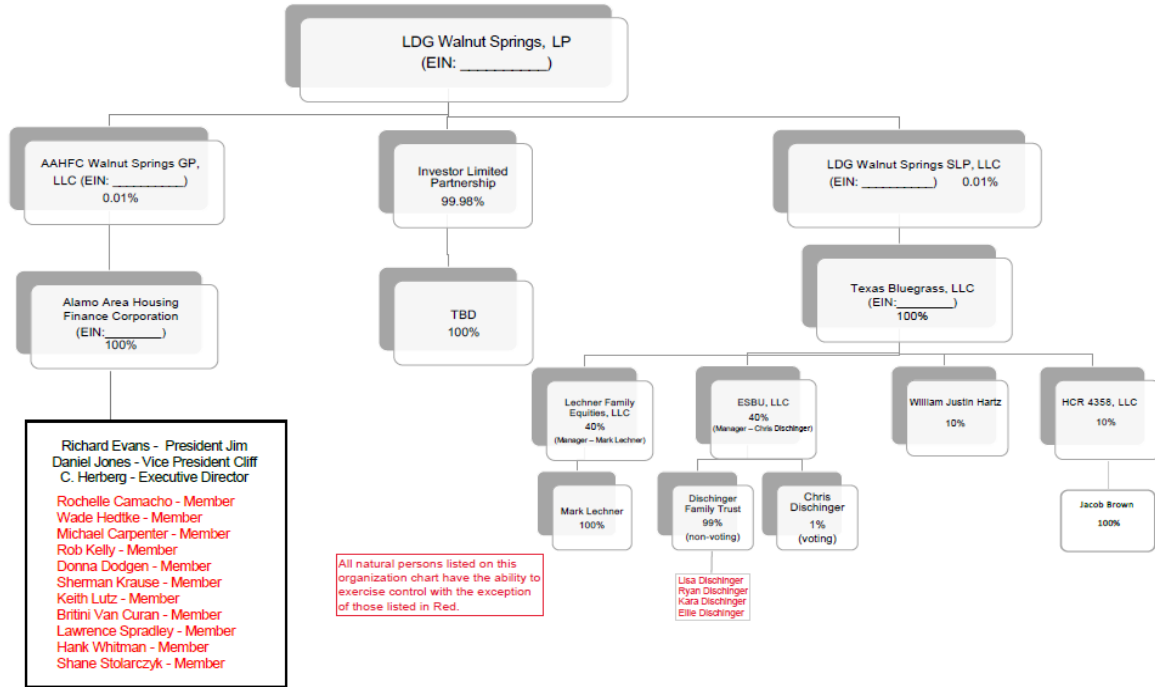 LDG Walnut Springs, LP
(EIN: __________)
AAHFC Walnut Springs GP,
LLC (EIN: __________)
0.01%
Investor Limited
Partnership
99.98%
LDG Walnut Springs SLP, LLC
(EIN: __________) 0.01%
Alamo Area Housing
Finance Corporation
(EIN:________)
100%
TBD
100%
Texas Bluegrass, LLC
(EIN:_______)
100%
Lechner Family
Equities, LLC
40%
(Manager – Mark Lechner)
ESBU, LLC
40%
(Manager – Chris Dischinger)
William Justin Hartz
10%
HCR 4358, LLC
10%
Richard Evans - President Jim
Daniel Jones - Vice President Cliff
C. Herberg - Executive Director
Rochelle Camacho - Member
Wade Hedtke - Member
Michael Carpenter - Member
Rob Kelly - Member
Donna Dodgen - Member
Sherman Krause - Member
Keith Lutz - Member
Britini Van Curan - Member
Lawrence Spradley - Member
Hank Whitman - Member
Shane Stolarczyk - Member
Mark Lechner
100%
Dischinger
Family Trust
99%
(non-voting)
Chris
Dischinger
1%
(voting)
Jacob Brown
100%
All natural persons listed on this
organization chart have the ability to
exercise control with the exception
of those listed in Red.
Lisa Dischinger
Ryan Dischinger
Kara Dischinger
Ellie Dischinger